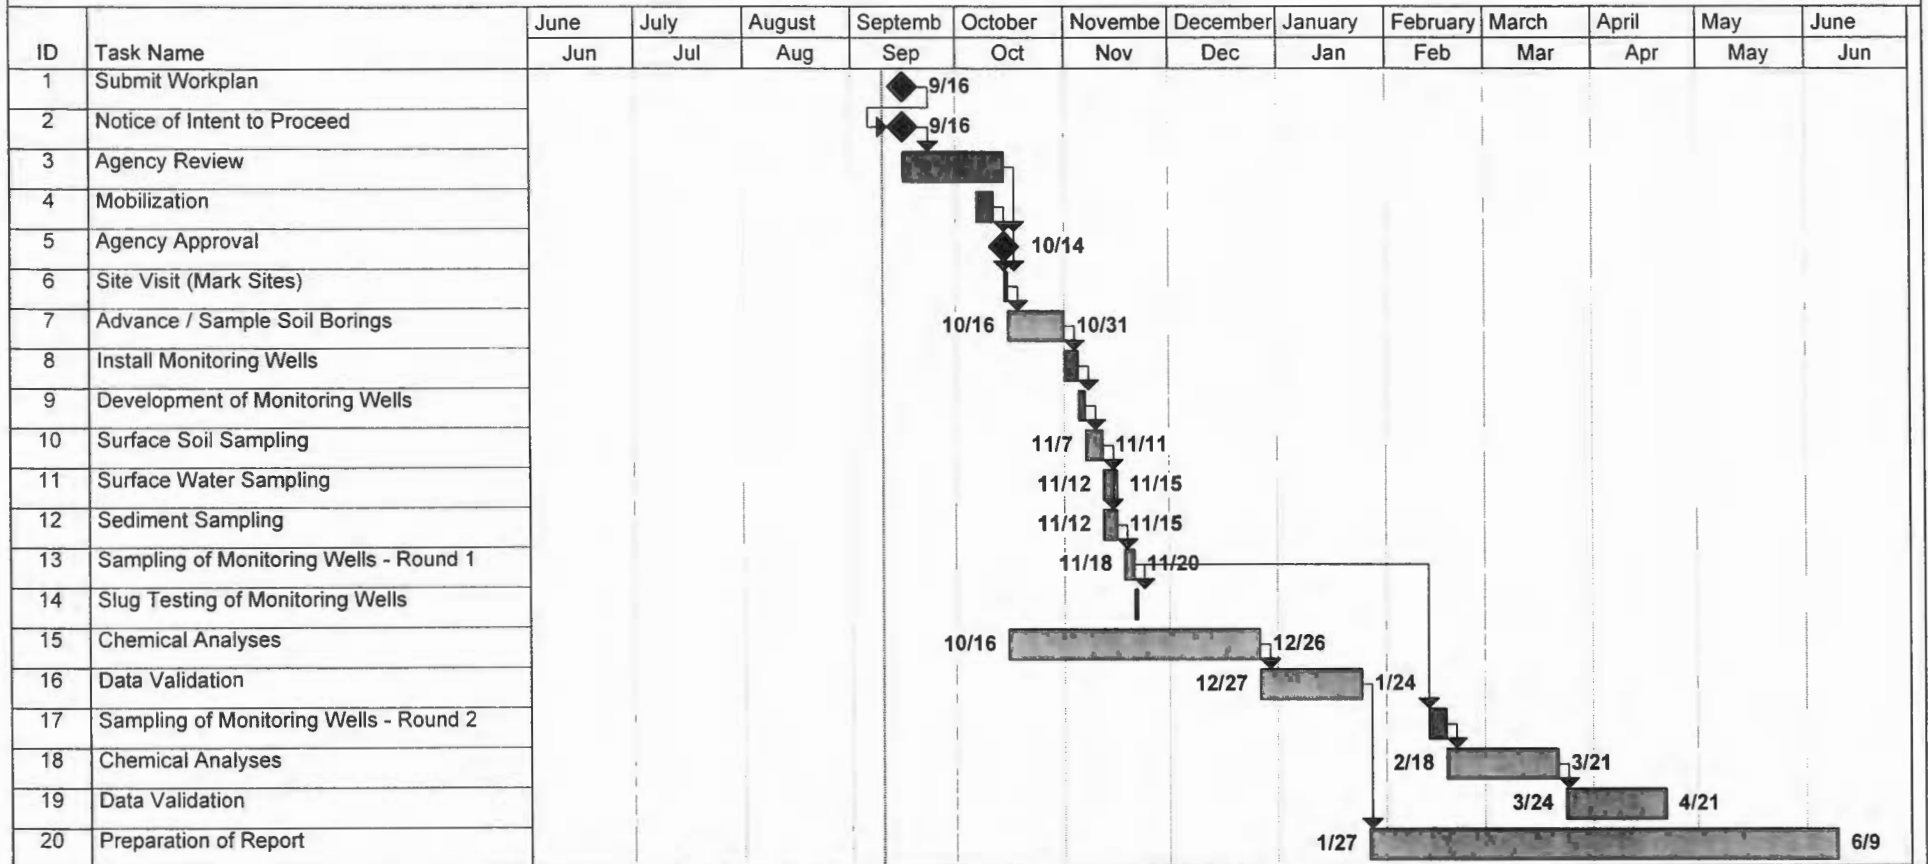 June July August Septemb October Novembe December January February March April May June
ID Task Name Jun Jul Aug Sep Oct Nov Dec Jan Feb Mar Apr May Jun
1 Submit Workplan 9/16
2 Notice of Intent to Proceed 9/16
3 Agency Review
4 Mobilization
5 Agency Approval 10/14
6 Site Visit (Mark Sites)
7 Advance / Sample Soil Borings 10/16 10/31
8 Install Monitoring Wells
9 Development of Monitoring Wells
10 Surface Soil Sampling 11/7 11/11
11 Surface Water Sampling 11/12 11/15
12 Sediment Sampling 11/12 11/15
13 Sampling of Monitoring Wells - Round 1 11/18 11/20
14 Slug Testing of Monitoring Wells
15 Chemical Analyses 10/16 12/26
16 Data Validation 12/27 1/24
17 Sampling of Monitoring Wells - Round 2
18 Chemical Analyses 2/18 3/21
19 Data Validation 3/24 4/21
20 Preparation of Report 1/27 6/9